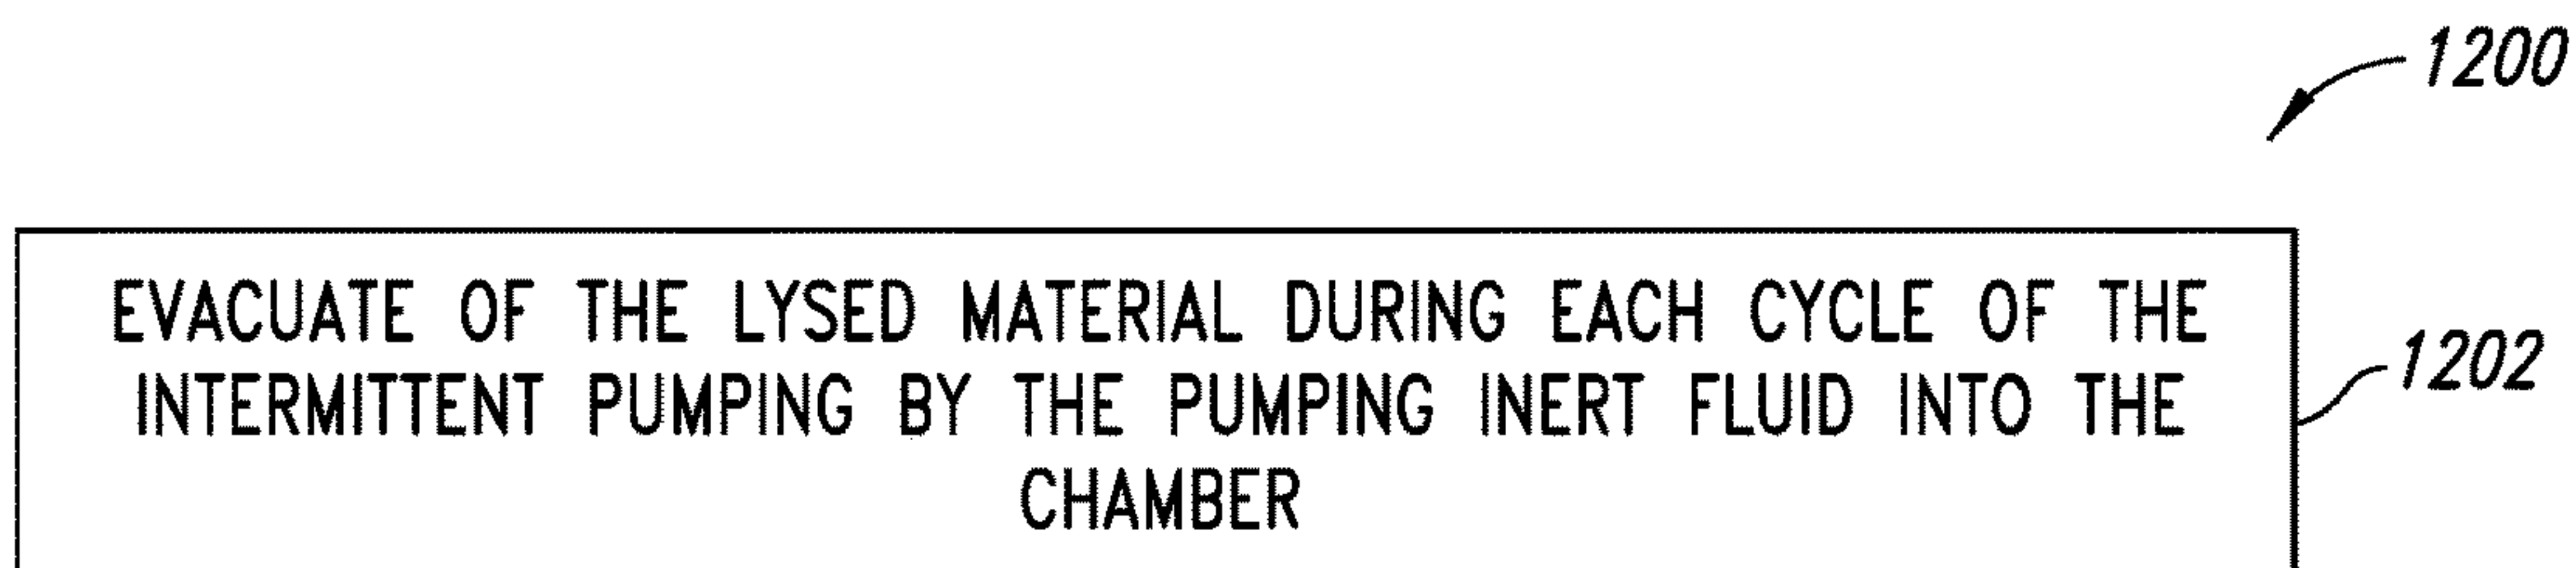 1200
EVACUATE OF THE LYSED MATERIAL DURING EACH CYCLE OF THE
INTERMITTENT PUMPING BY THE PUMPING INERT FLUID INTO THE
CHAMBER
1202